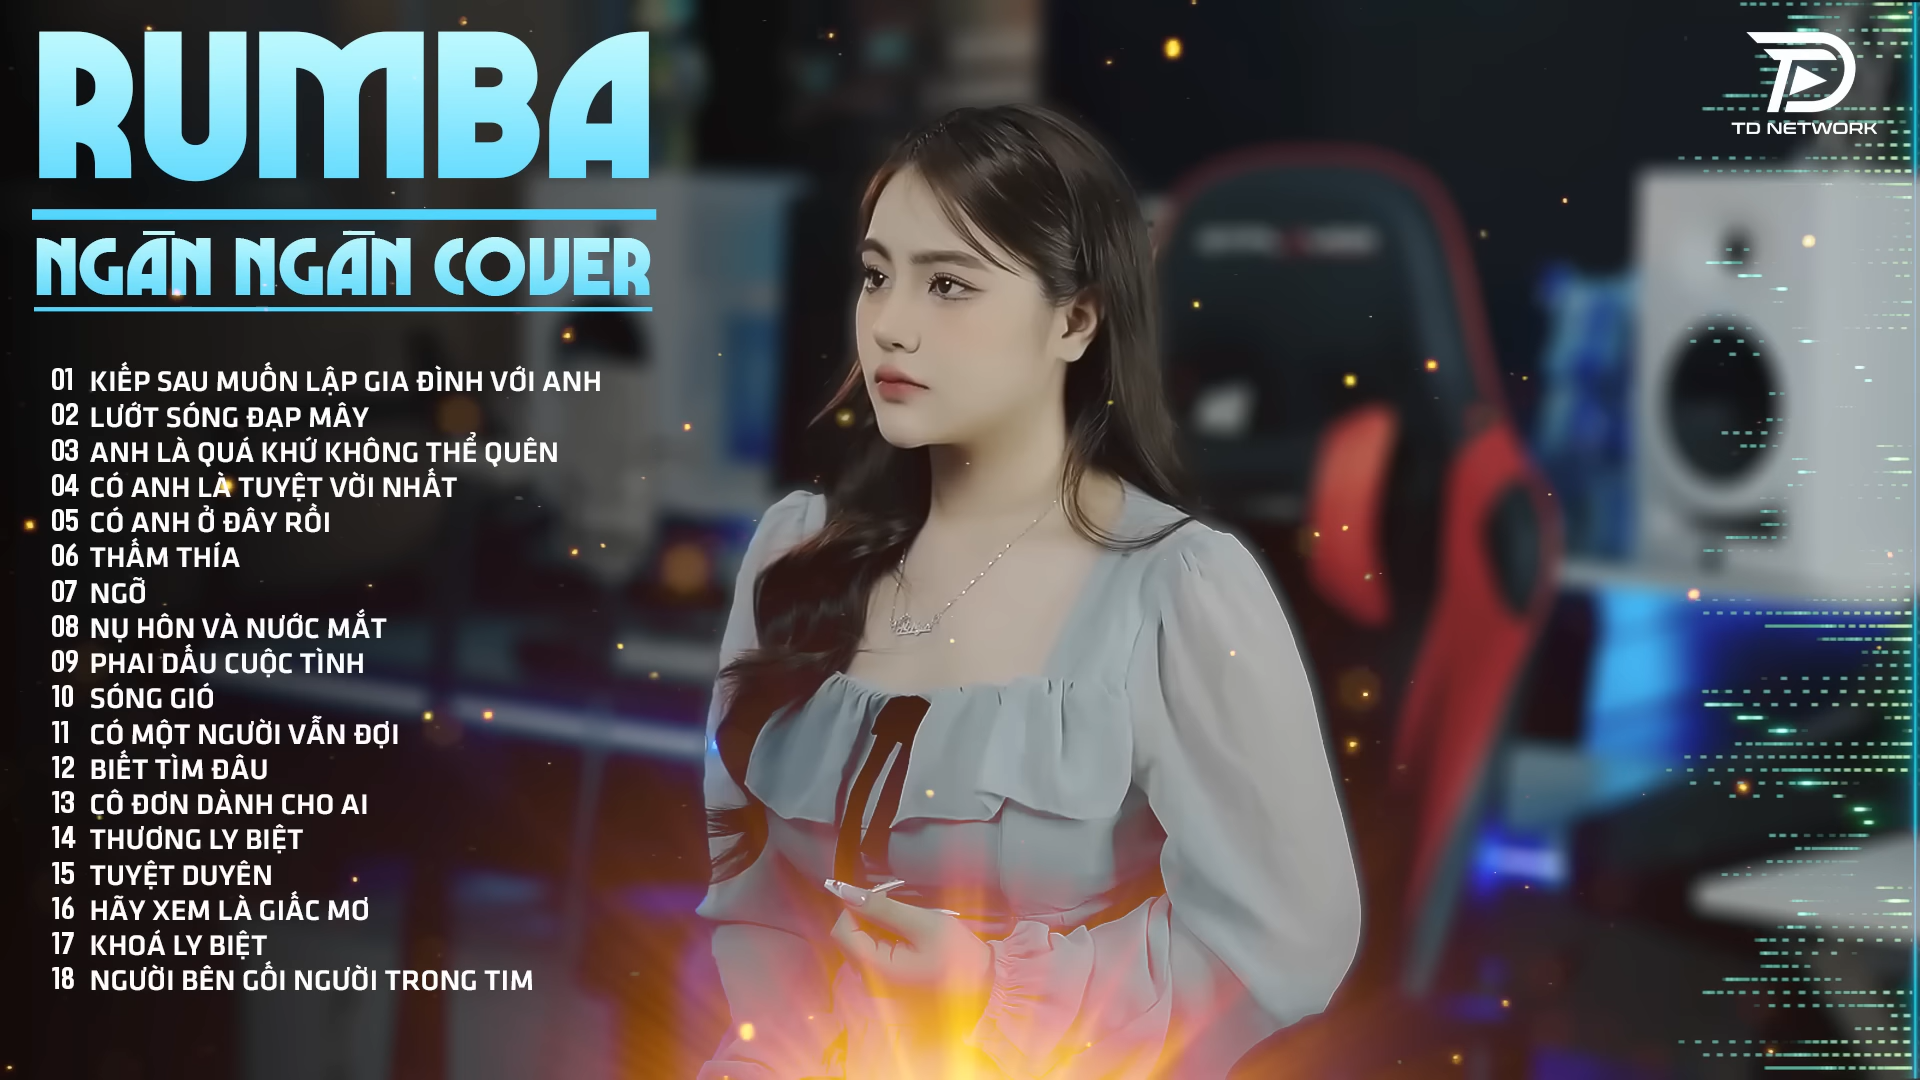 RUMBA
NGÂN NGÂN COVER
TD NETWORK
01 KIẾP SAU MUỐN LẬP GIA ĐÌNH VỚI ANH
02 LƯỚT SÓNG ĐẠP MÂY
03 ANH LÀ QUÁ KHỨ KHÔNG THỂ QUÊN
04 CÓ ANH LÀ TUYỆT VỜI NHẤT
05 CÓ ANH Ở ĐÂY RỒI
06 THẤM THÍA
07 NGỠ
08 NỤ HÔN VÀ NƯỚC MẮT
09 PHAI DẤU CUỘC TÌNH
10 SÓNG GIÓ
11 CÓ MỘT NGƯỜI VẪN ĐỢI
12 BIẾT TÌM ĐÂU
13 CÔ ĐƠN DÀNH CHO AI
14 THƯƠNG LY BIỆT
15 TUYỆT DUYÊN
16 HÃY XEM LÀ GIẤC MƠ
17 KHOÁ LY BIỆT
18 NGƯỜI BÊN GỐI NGƯỜI TRONG TIM